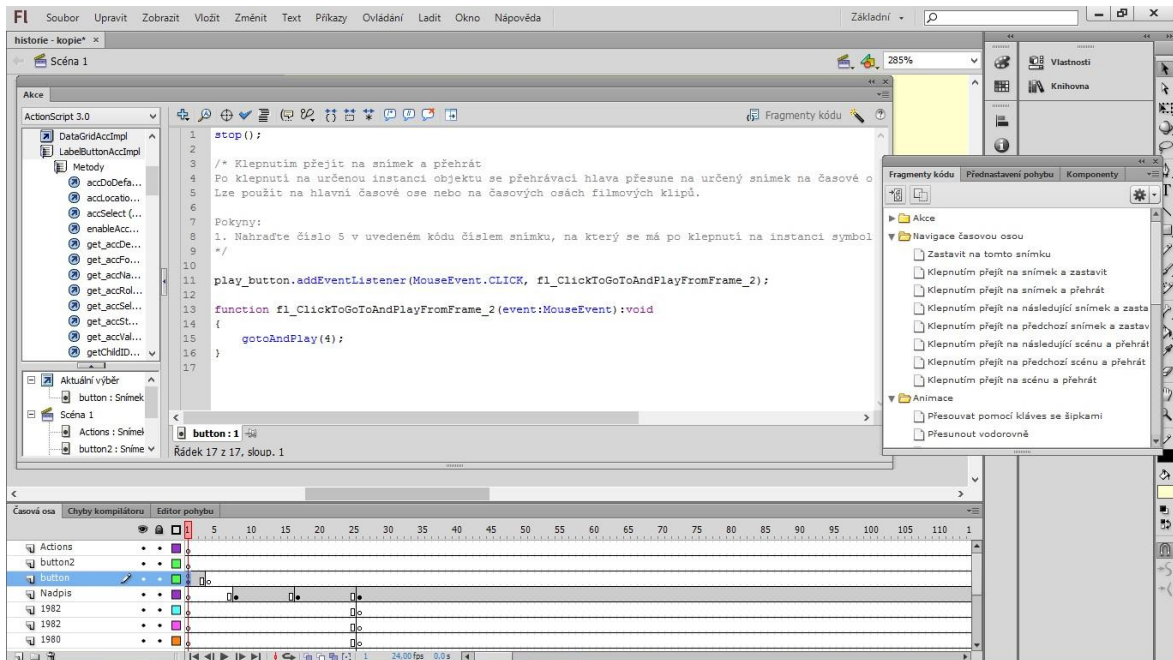 Fl Soubor Upravit Zobrazit Vložit Změnit Text Příkazy Ovládání Ladit Okno Nápověda Základní
historie - kopie* ×
Scéna 1 285%
Akce
ActionScript 3.0
Fragmenty kódu
DataGridAccImpl
LabelButtonAccImpl
Metody
accDoDefa...
accLocatio...
accSelect (...
enableAcc...
get_accDe...
get_accFo...
get_accNa...
get_accRol...
get_accSel...
get_accSt...
get_accVal...
getChildID...
Aktuální výběr
button : Snímek
Scéna 1
Actions : Snímek
button2 : Sníme
1 stop();
2
3 /* Klepnutím přejít na snímek a přehrát
4 Po klepnutí na určenou instanci objektu se přehrávací hlava přesune na určený snímek na časové o
5 Lze použít na hlavní časové ose nebo na časových osách filmových klipů.
6
7 Pokyny:
8 1. Nahraďte číslo 5 v uvedeném kódu číslem snímku, na který se má po klepnutí na instanci symbol
9 */
10
11 play_button.addEventListener(MouseEvent.CLICK, fl_ClickToGoToAndPlayFromFrame_2);
12
13 function fl_ClickToGoToAndPlayFromFrame_2(event:MouseEvent):void
14 {
15 gotoAndPlay(4);
16 }
17
button : 1
Řádek 17 z 17, sloup. 1
Vlastnosti
Knihovna
Fragmenty kódu Přednastavení pohybu Komponenty
Akce
Navigace časovou osou
Zastavit na tomto snímku
Klepnutím přejít na snímek a zastavit
Klepnutím přejít na snímek a přehrát
Klepnutím přejít na následující snímek a zasta
Klepnutím přejít na předchozí snímek a zastav
Klepnutím přejít na následující scénu a přehrát
Klepnutím přejít na předchozí scénu a přehrát
Klepnutím přejít na scénu a přehrát
Animace
Přesouvat pomocí kláves se šipkami
Přesunout vodorovně
Časová osa Chyby kompilátoru Editor pohybu
1 5 10 15 20 25 30 35 40 45 50 55 60 65 70 75 80 85 90 95 100 105 110 1
Actions
button2
button
Nadpis
1982
1982
1980
1 24,00 fps 0,0 s